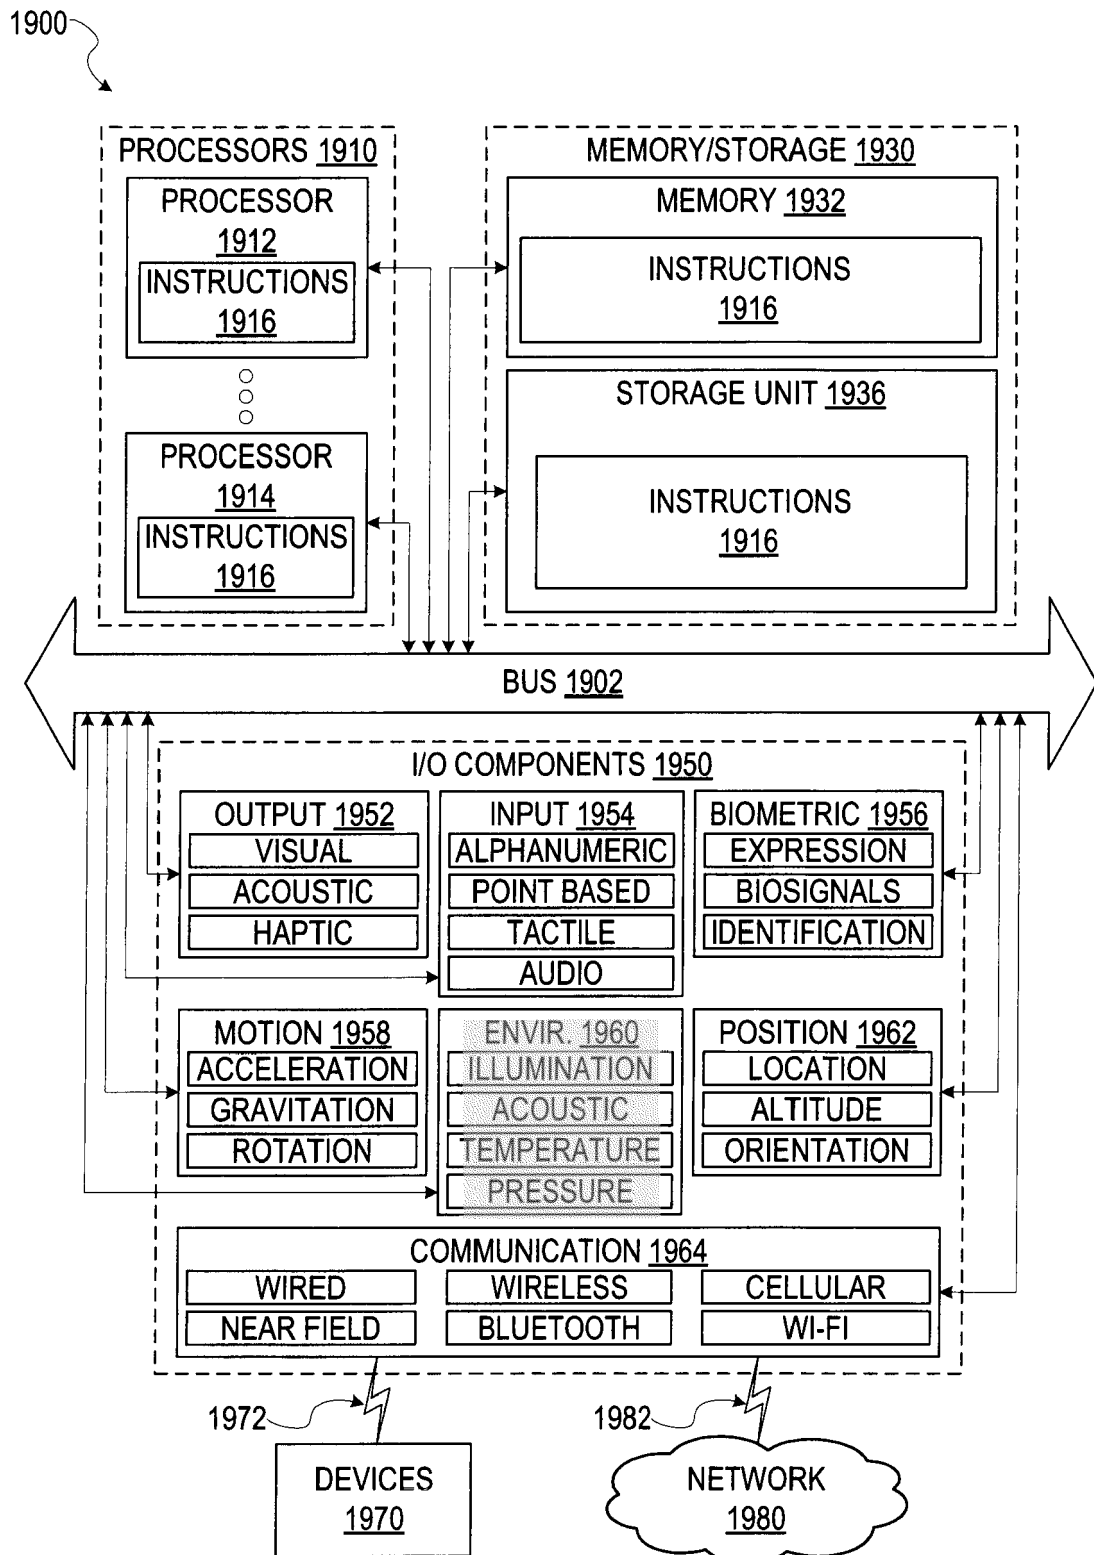 1900
PROCESSORS 1910
PROCESSOR
1912
INSTRUCTIONS
1916
PROCESSOR
1914
INSTRUCTIONS
1916
MEMORY/STORAGE 1930
MEMORY 1932
INSTRUCTIONS
1916
STORAGE UNIT 1936
INSTRUCTIONS
1916
BUS 1902
I/O COMPONENTS 1950
OUTPUT 1952
VISUAL
ACOUSTIC
HAPTIC
INPUT 1954
ALPHANUMERIC
POINT BASED
TACTILE
AUDIO
BIOMETRIC 1956
EXPRESSION
BIOSIGNALS
IDENTIFICATION
MOTION 1958
ACCELERATION
GRAVITATION
ROTATION
ENVIR. 1960
ILLUMINATION
ACOUSTIC
TEMPERATURE
PRESSURE
POSITION 1962
LOCATION
ALTITUDE
ORIENTATION
COMMUNICATION 1964
WIRED
WIRELESS
CELLULAR
NEAR FIELD
BLUETOOTH
WI-FI
1972
1982
DEVICES
1970
NETWORK
1980